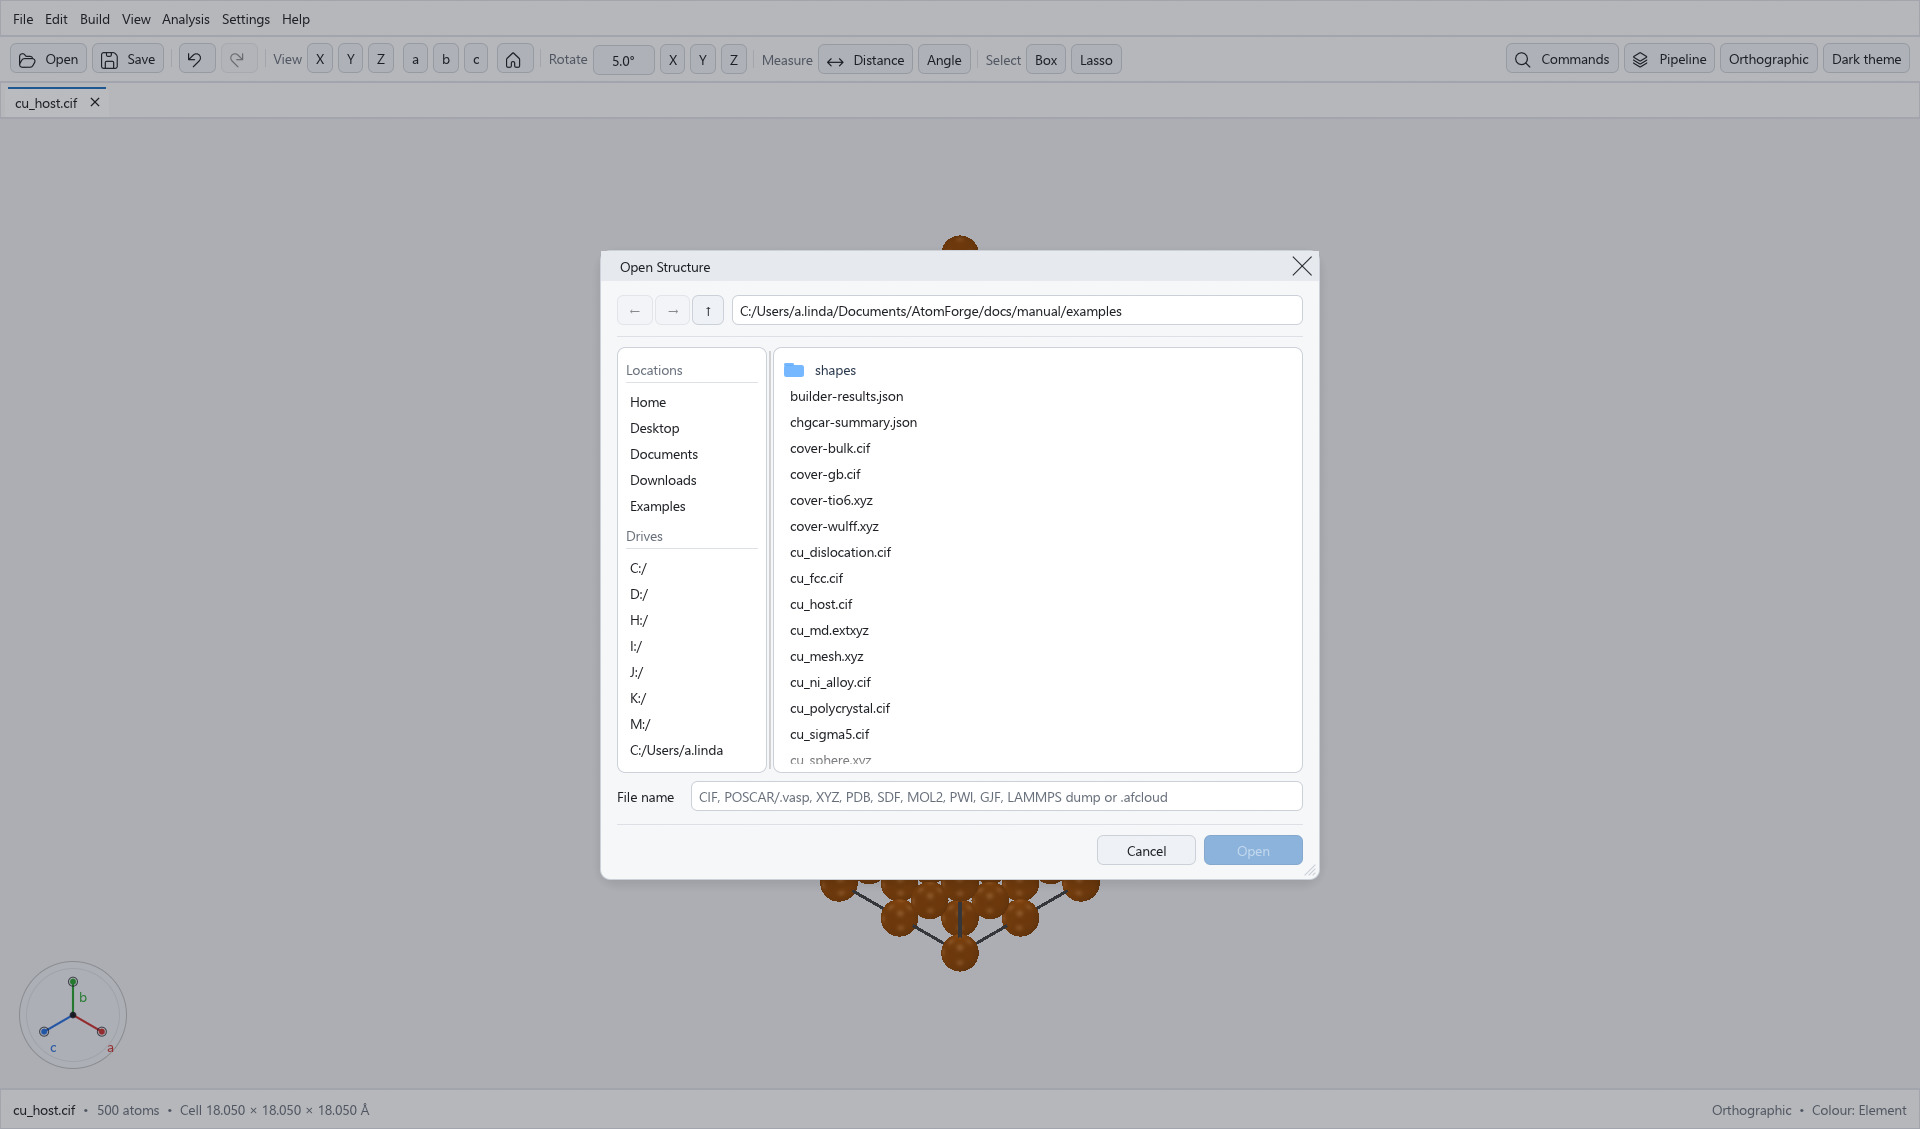 File Edit Build View Analysis Settings Help
Open Save View X Y Z a b c Rotate 5.0° X Y Z Measure Distance Angle Select Box Lasso Commands Pipeline Orthographic Dark theme
cu_host.cif
Open Structure
← → ↑ C:/Users/a.linda/Documents/AtomForge/docs/manual/examples
Locations
Home
Desktop
Documents
Downloads
Examples
Drives
C:/
D:/
H:/
I:/
J:/
K:/
M:/
C:/Users/a.linda
shapes
builder-results.json
chgcar-summary.json
cover-bulk.cif
cover-gb.cif
cover-tio6.xyz
cover-wulff.xyz
cu_dislocation.cif
cu_fcc.cif
cu_host.cif
cu_md.extxyz
cu_mesh.xyz
cu_ni_alloy.cif
cu_polycrystal.cif
cu_sigma5.cif
cu_sphere.xyz
File name CIF, POSCAR/.vasp, XYZ, PDB, SDF, MOL2, PWI, GJF, LAMMPS dump or .afcloud
Cancel Open
b
c a
cu_host.cif • 500 atoms • Cell 18.050 × 18.050 × 18.050 Å Orthographic • Colour: Element